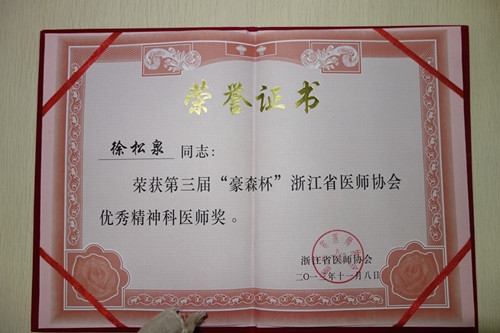 荣誉证书
徐松泉 同志：
荣获第三届“豪森杯”浙江省医师协会
优秀精神科医师奖。
浙江省医师协会
二〇一三年十一月八日